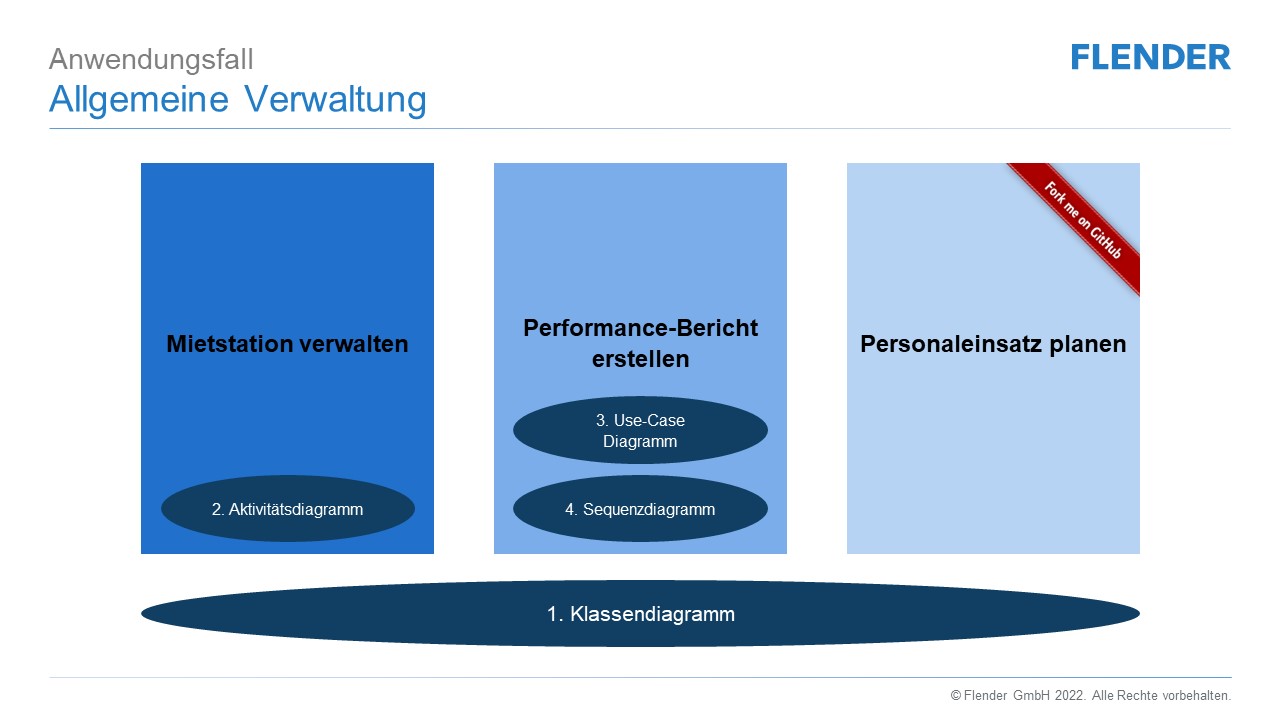 Anwendungsfall
Allgemeine Verwaltung
FLENDER
Mietstation verwalten
2. Aktivitätsdiagramm
Performance-Bericht
erstellen
3. Use-Case
Diagramm
4. Sequenzdiagramm
Fork me on GitHub
Personaleinsatz planen
1. Klassendiagramm
© Flender GmbH 2022. Alle Rechte vorbehalten.